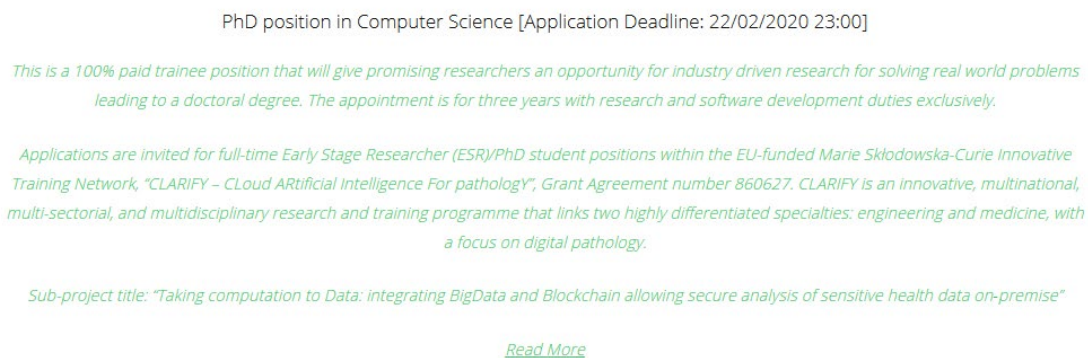 PhD position in Computer Science [Application Deadline: 22/02/2020 23:00]
This is a 100% paid trainee position that will give promising researchers an opportunity for industry driven research for solving real world problems
leading to a doctoral degree. The appointment is for three years with research and software development duties exclusively.
Applications are invited for full-time Early Stage Researcher (ESR)/PhD student positions within the EU-funded Marie Skłodowska-Curie Innovative
Training Network, “CLARIFY – CLoud ARtificial Intelligence For pathologY”, Grant Agreement number 860627. CLARIFY is an innovative, multinational,
multi-sectorial, and multidisciplinary research and training programme that links two highly differentiated specialties: engineering and medicine, with
a focus on digital pathology.
Sub-project title: “Taking computation to Data: integrating BigData and Blockchain allowing secure analysis of sensitive health data on-premise”
Read More